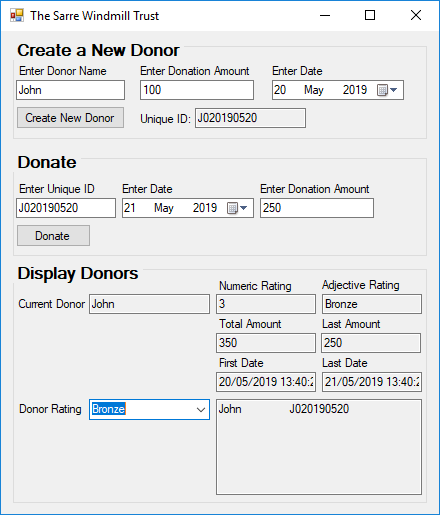 The Sarre Windmill Trust
Create a New Donor
Enter Donor Name Enter Donation Amount Enter Date
John 100 20 May 2019
Create New Donor Unique ID: J020190520
Donate
Enter Unique ID Enter Date Enter Donation Amount
J020190520 21 May 2019 250
Donate
Display Donors
Numeric Rating Adjective Rating
Current Donor John 3 Bronze
Total Amount Last Amount
350 250
First Date Last Date
20/05/2019 13:40:2 21/05/2019 13:40:2
Donor Rating Bronze John J020190520